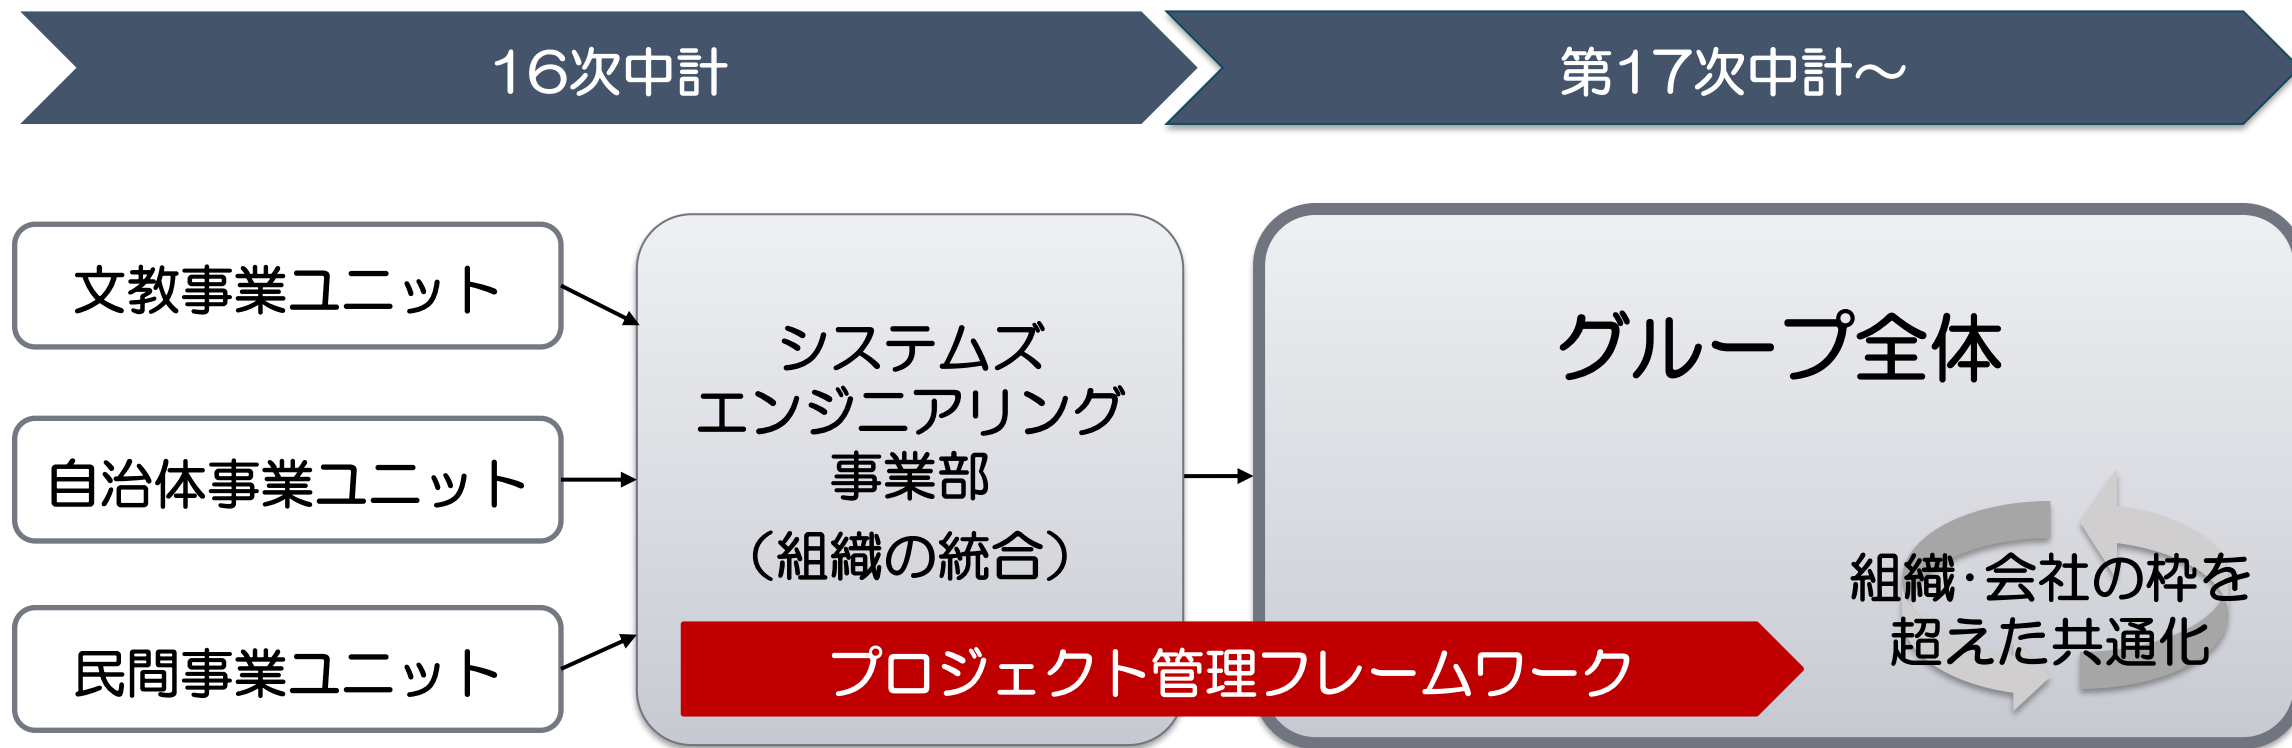 16次中計
第17次中計～
文教事業ユニット
自治体事業ユニット
民間事業ユニット
システムズ
エンジニアリング
事業部
（組織の統合）
グループ全体
組織・会社の枠を
超えた共通化
プロジェクト管理フレームワーク